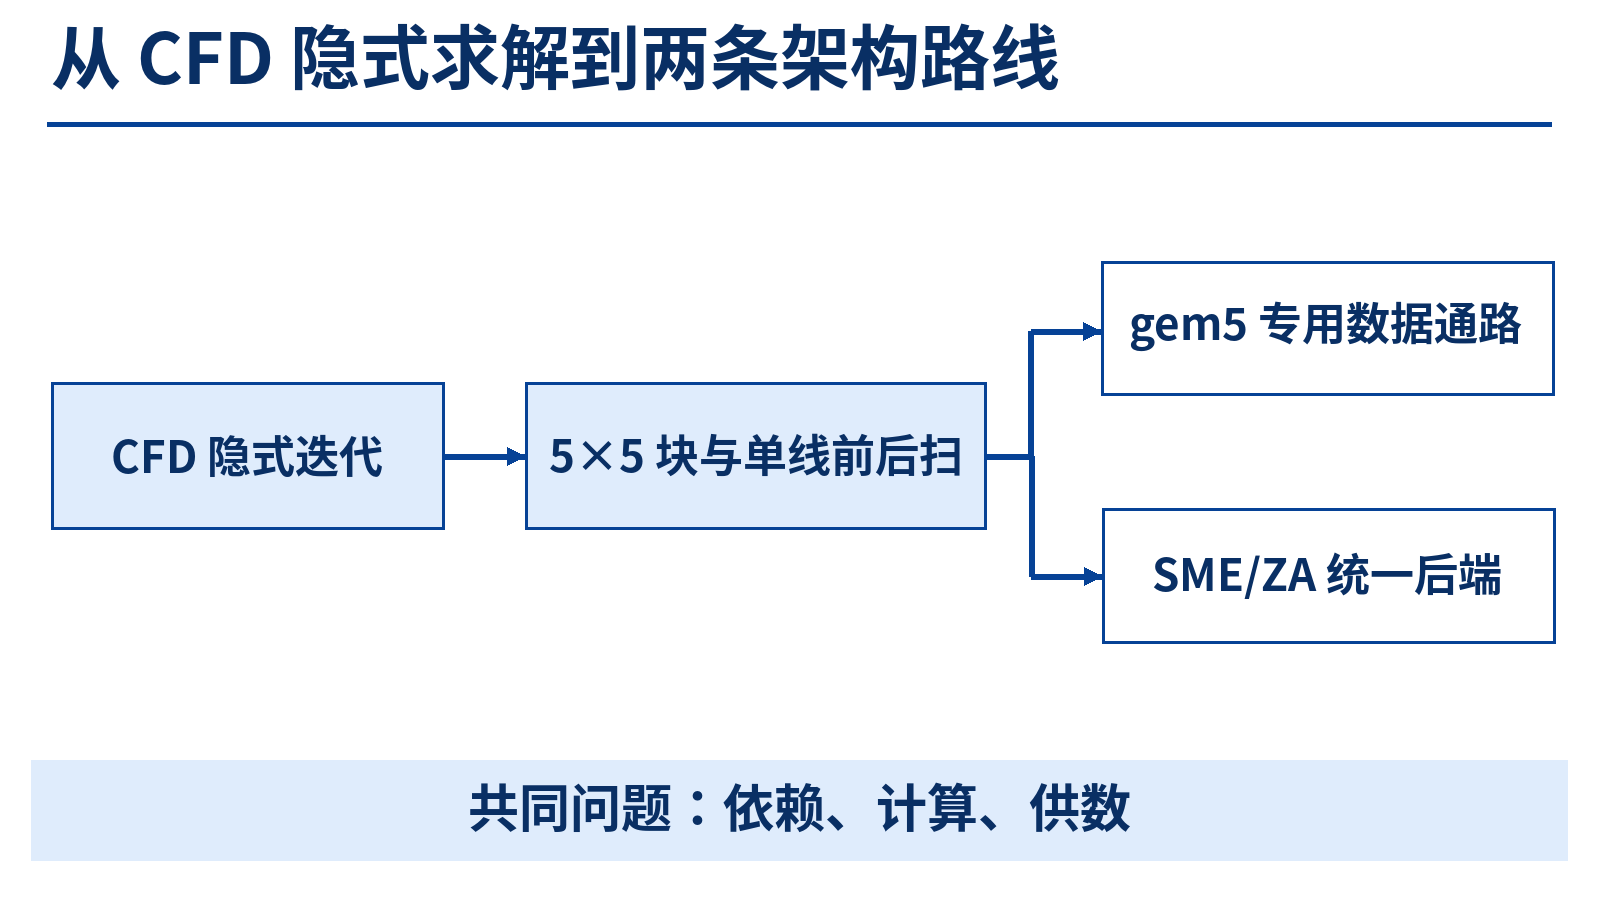 从 CFD 隐式求解到两条架构路线
CFD 隐式迭代
5×5 块与单线前后扫
gem5 专用数据通路
SME/ZA 统一后端
共同问题：依赖、计算、供数